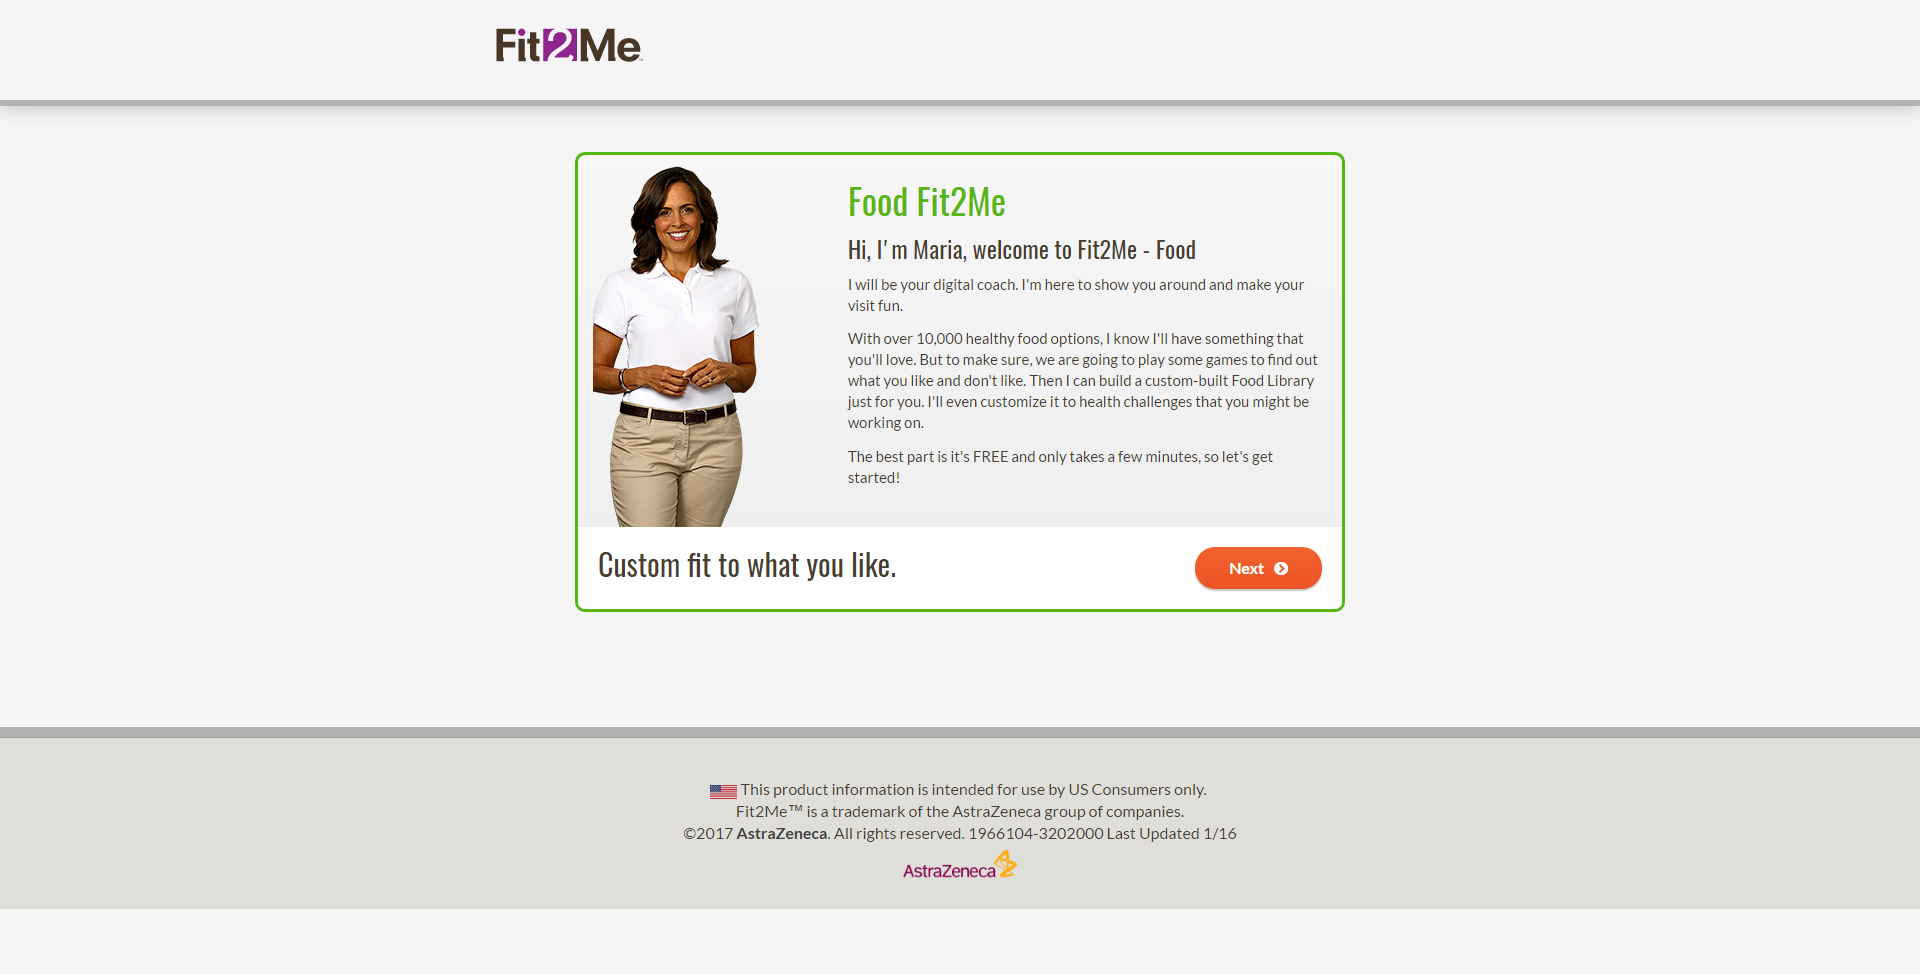 Fit2Me
Food Fit2Me
Hi, I'm Maria, welcome to Fit2Me - Food
I will be your digital coach. I'm here to show you around and make your
visit fun.
With over 10,000 healthy food options, I know I'll have something that
you'll love. But to make sure, we are going to play some games to find out
what you like and don't like. Then I can build a custom-built Food Library
just for you. I'll even customize it to health challenges that you might be
working on.
The best part is it's FREE and only takes a few minutes, so let's get
started!
Custom fit to what you like.
Next
This product information is intended for use by US Consumers only.
Fit2Me™ is a trademark of the AstraZeneca group of companies.
©2017 AstraZeneca. All rights reserved. 1966104-3202000 Last Updated 1/16
AstraZeneca